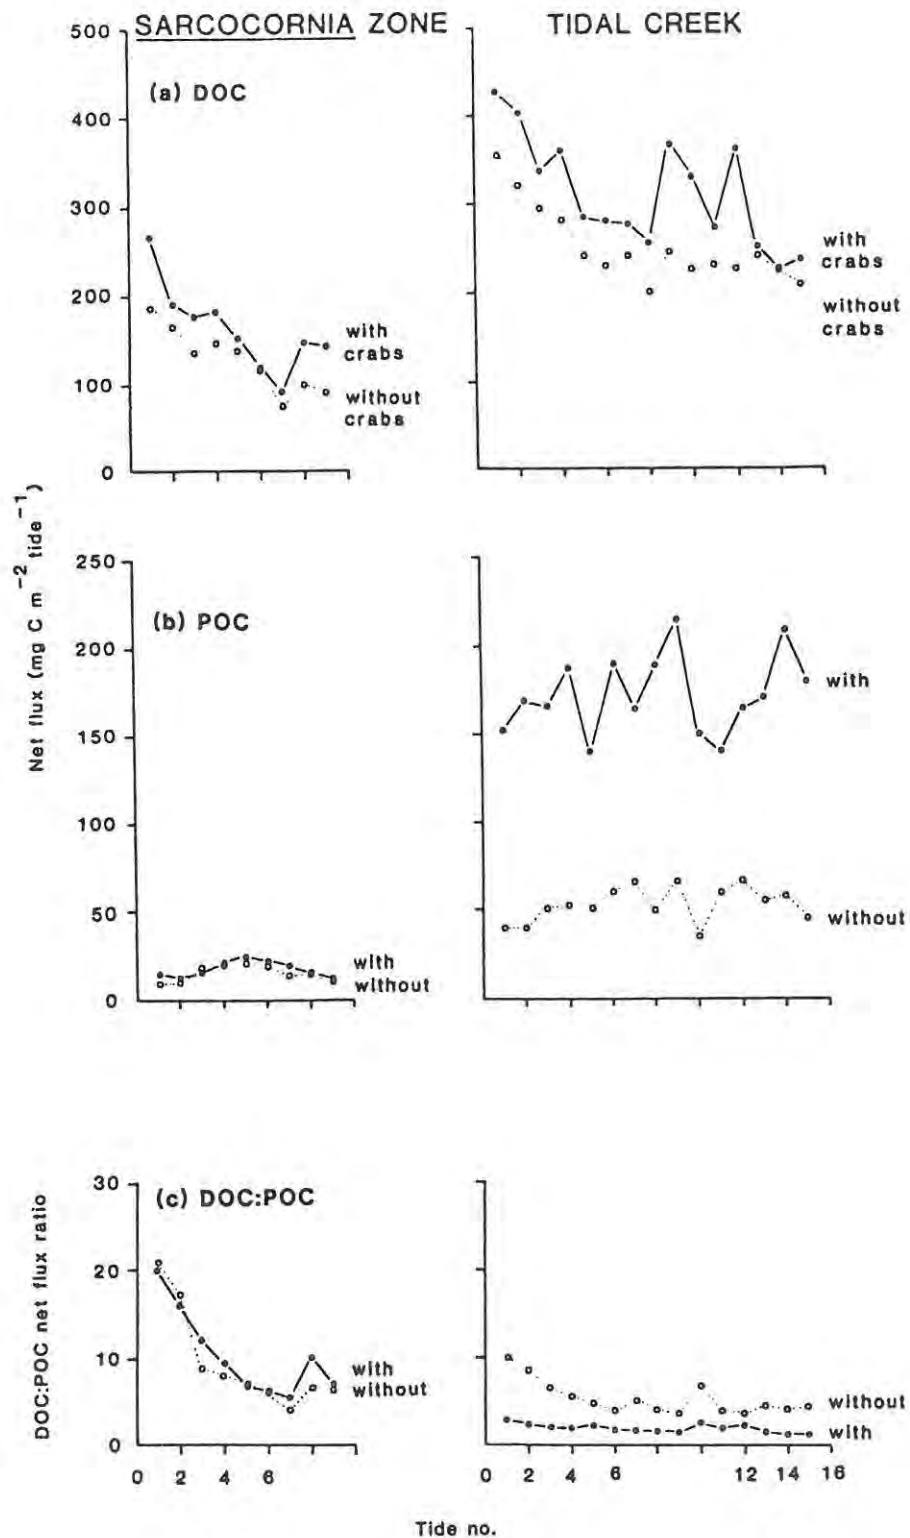 SARCOCORNIA ZONE
TIDAL CREEK
(a) DOC
500
400
300
200
100
0
with
crabs
without
crabs
with
crabs
without
crabs
Net flux (mg C m⁻² tide⁻¹)
(b) POC
250
200
150
100
50
0
with
without
with
without
DOC:POC net flux ratio
(c) DOC:POC
30
20
10
0
with
without
without
with
0 2 4 6
0 2 4 6 12 14 16
Tide no.